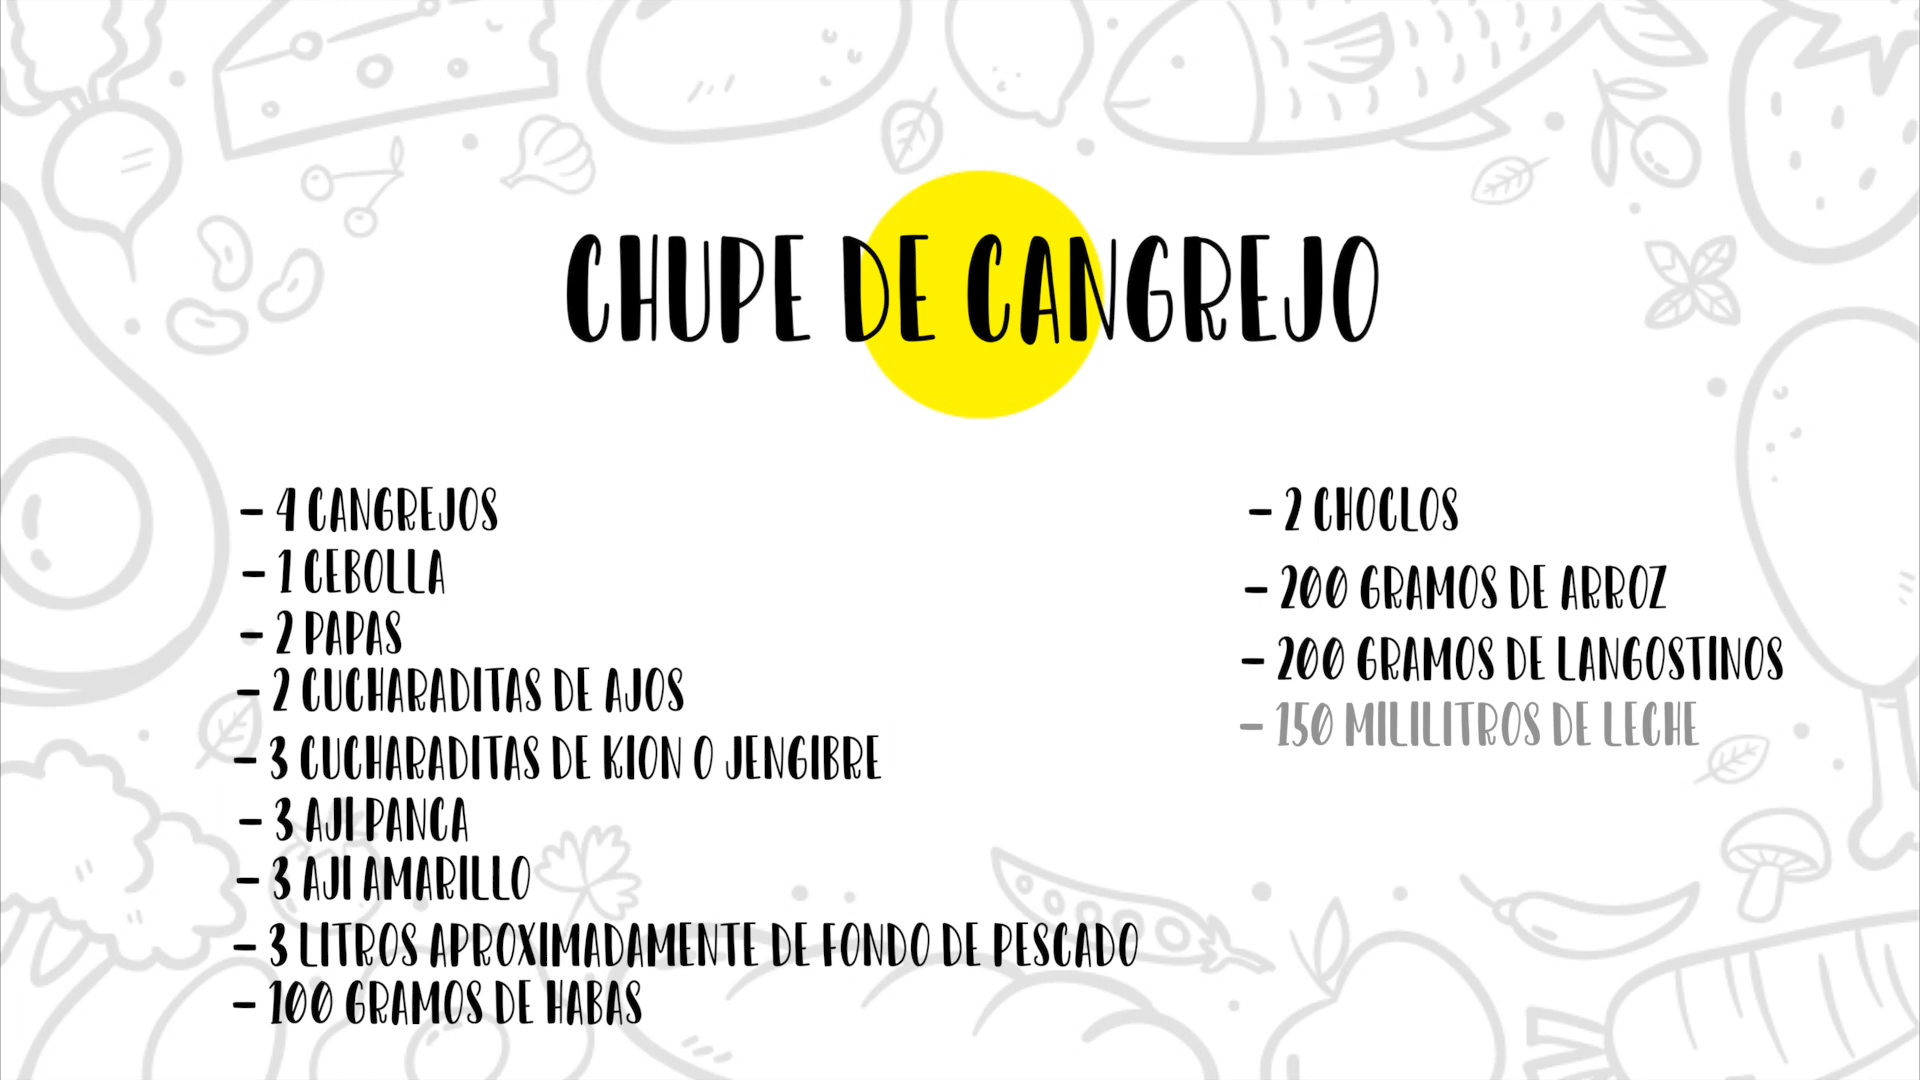 CHUPE DE CANGREJO
- 4 CANGREJOS
- 1 CEBOLLA
- 2 PAPAS
- 2 CUCHARADITAS DE AJOS
- 3 CUCHARADITAS DE KION O JENGIBRE
- 3 AJI PANCA
- 3 AJI AMARILLO
- 3 LITROS APROXIMADAMENTE DE FONDO DE PESCADO
- 100 GRAMOS DE HABAS
- 2 CHOCLOS
- 200 GRAMOS DE ARROZ
- 200 GRAMOS DE LANGOSTINOS
- 150 MILILITROS DE LECHE